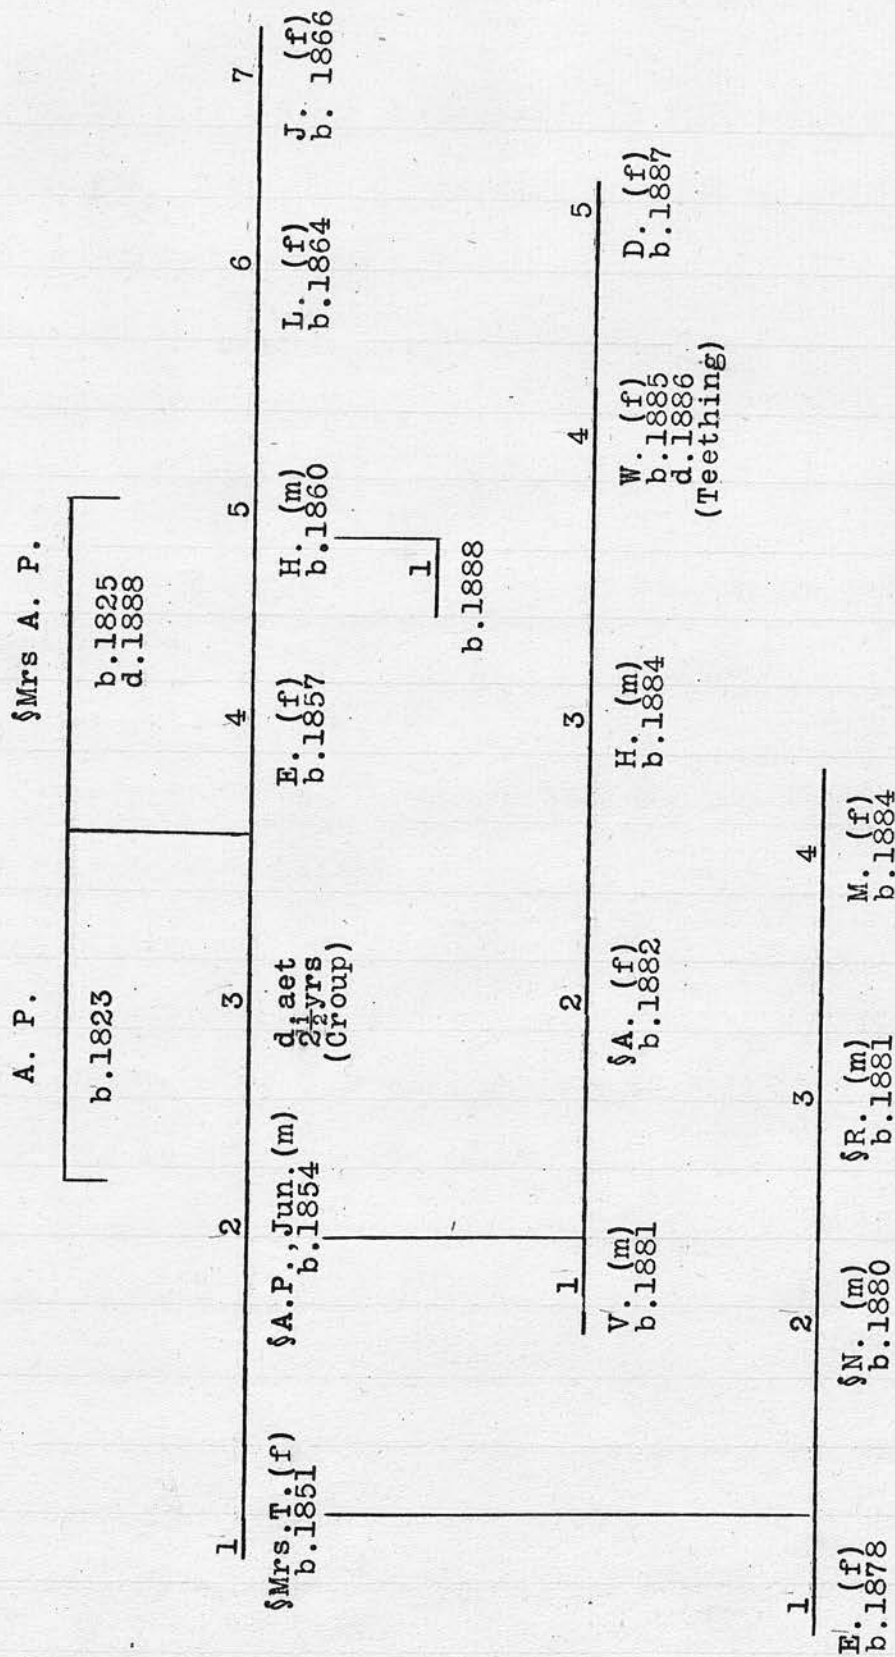 A. P. §Mrs A. P.
b.1823 b.1825
d.1888
1 2 3 4 5 6 7
§Mrs.T.(f) §A.P.,Jun.(m) d.aet E. (f) H. (m) L. (f) J. (f)
b.1851 b.1854 2½yrs b.1857 b.1860 b.1864 b. 1866
(Croup)
1
b.1888
1 2 3 4 5
V. (m) §A. (f) H. (m) W. (f) D. (f)
b.1881 b.1882 b.1884 b.1885 b.1887
d.1886
(Teething)
1 2 3 4
E. (f) §N. (m) §R. (m) M. (f)
b.1878 b.1880 b.1881 b.1884